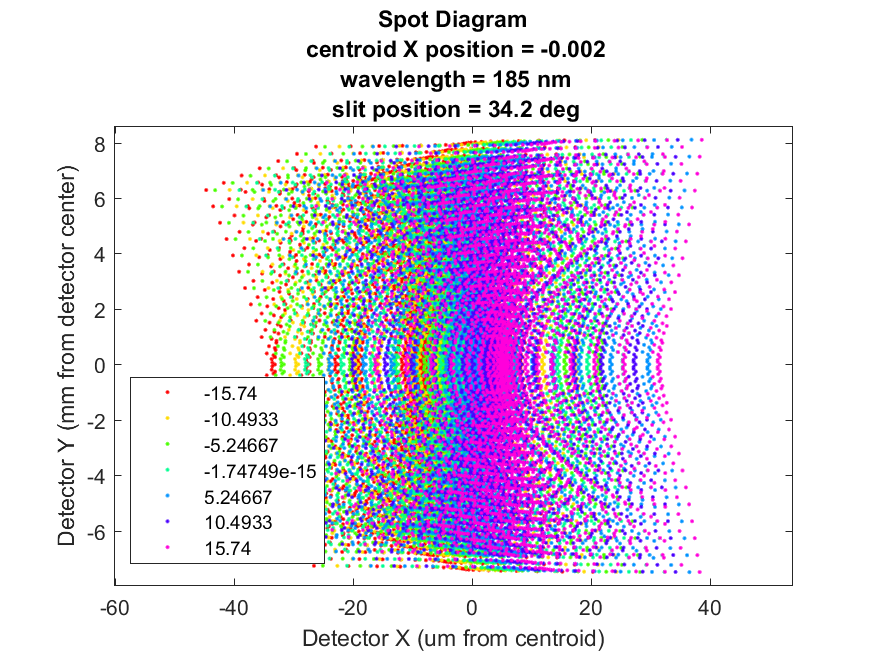 Spot Diagram
centroid X position = -0.002
wavelength = 185 nm
slit position = 34.2 deg
Detector Y (mm from detector center)
8
6
4
2
0
-2
-4
-6
-15.74
-10.4933
-5.24667
-1.74749e-15
5.24667
10.4933
15.74
-60 -40 -20 0 20 40
Detector X (um from centroid)